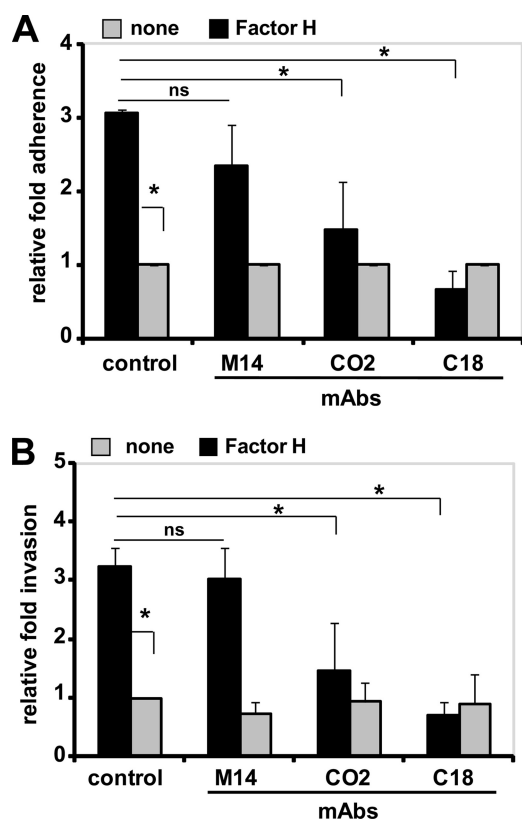 A
none Factor H
relative fold adherence
4
3
2
1
0
*
*
ns
*
control M14 CO2 C18
mAbs
B
none Factor H
relative fold invasion
5
4
3
2
1
0
*
*
ns
*
control M14 CO2 C18
mAbs